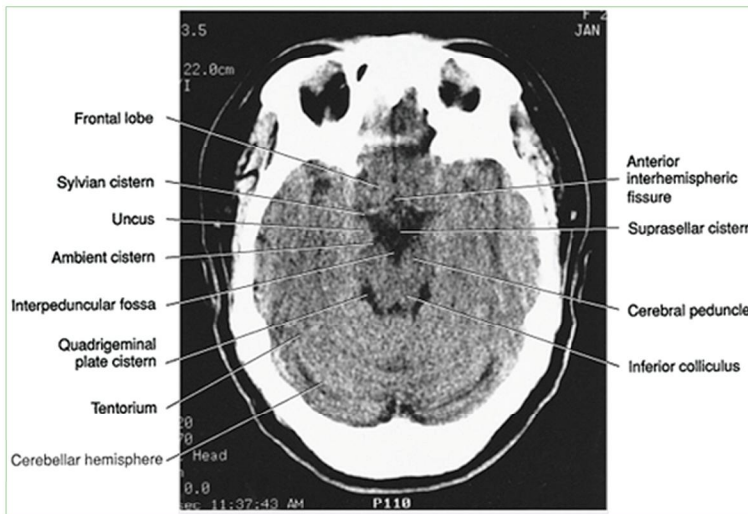 F 2
JAN
3.5
22.0cm
Frontal lobe
Sylvian cistern
Uncus
Ambient cistern
Interpeduncular fossa
Quadrigeminal
plate cistern
Tentorium
Cerebellar hemisphere
Anterior
interhemispheric
fissure
Suprasellar cistern
Cerebral peduncle
Inferior colliculus
20
70
Head
0.0
sec 11:37:43 AM
P110